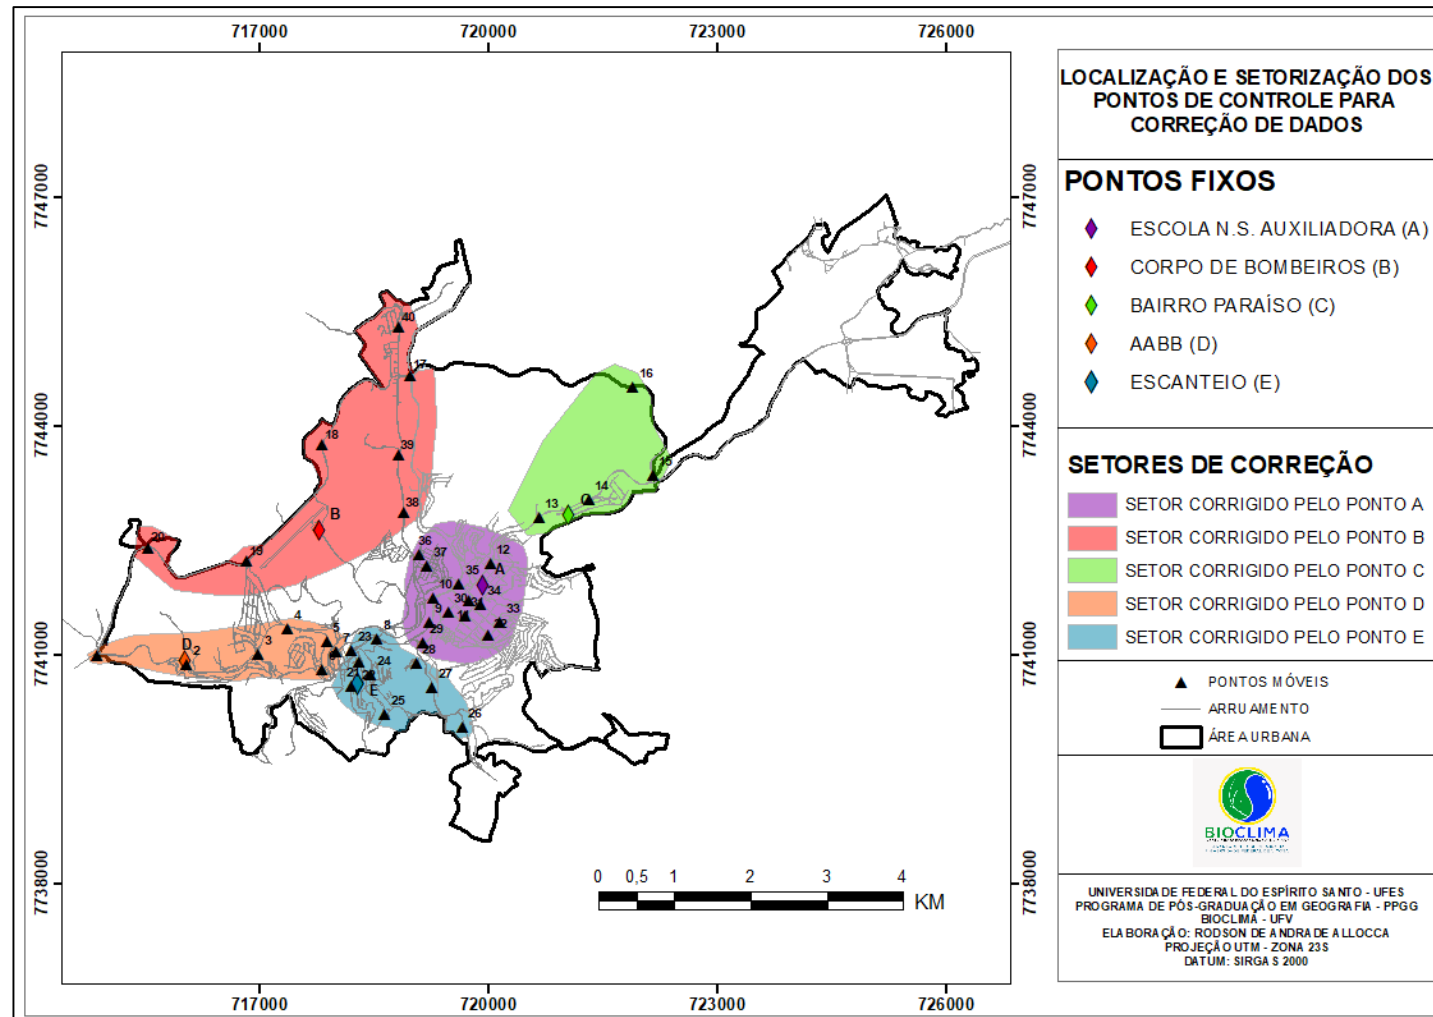 717000 720000 723000 726000
7747000 7747000
7744000 7744000
7741000 7741000
7738000 7738000
40
17
16
18
39
15
14
C
13
38
B
20
19
36
37
12
A
35
34
10
30
33
9
29
4
5
23
8
7
3
D
2
28
24
27
E
25
26
0 0,5 1 2 3 4
KM
717000 720000 723000 726000
LOCALIZAÇÃO E SETORIZAÇÃO DOS
PONTOS DE CONTROLE PARA
CORREÇÃO DE DADOS
PONTOS FIXOS
ESCOLA N.S. AUXILIADORA (A)
CORPO DE BOMBEIROS (B)
BAIRRO PARAÍSO (C)
AABB (D)
ESCANTEIO (E)
SETORES DE CORREÇÃO
SETOR CORRIGIDO PELO PONTO A
SETOR CORRIGIDO PELO PONTO B
SETOR CORRIGIDO PELO PONTO C
SETOR CORRIGIDO PELO PONTO D
SETOR CORRIGIDO PELO PONTO E
PONTOS MÓVEIS
ARRUAMENTO
ÁREA URBANA
BIOCLIMA
UNIVERSIDADE FEDERAL DO ESPÍRITO SANTO - UFES
PROGRAMA DE PÓS-GRADUAÇÃO EM GEOGRAFIA - PPGG
BIOCLIMA - UFV
ELABORAÇÃO: RODSON DE ANDRADE ALLOCCA
PROJEÇÃO UTM - ZONA 23S
DATUM: SIRGAS 2000